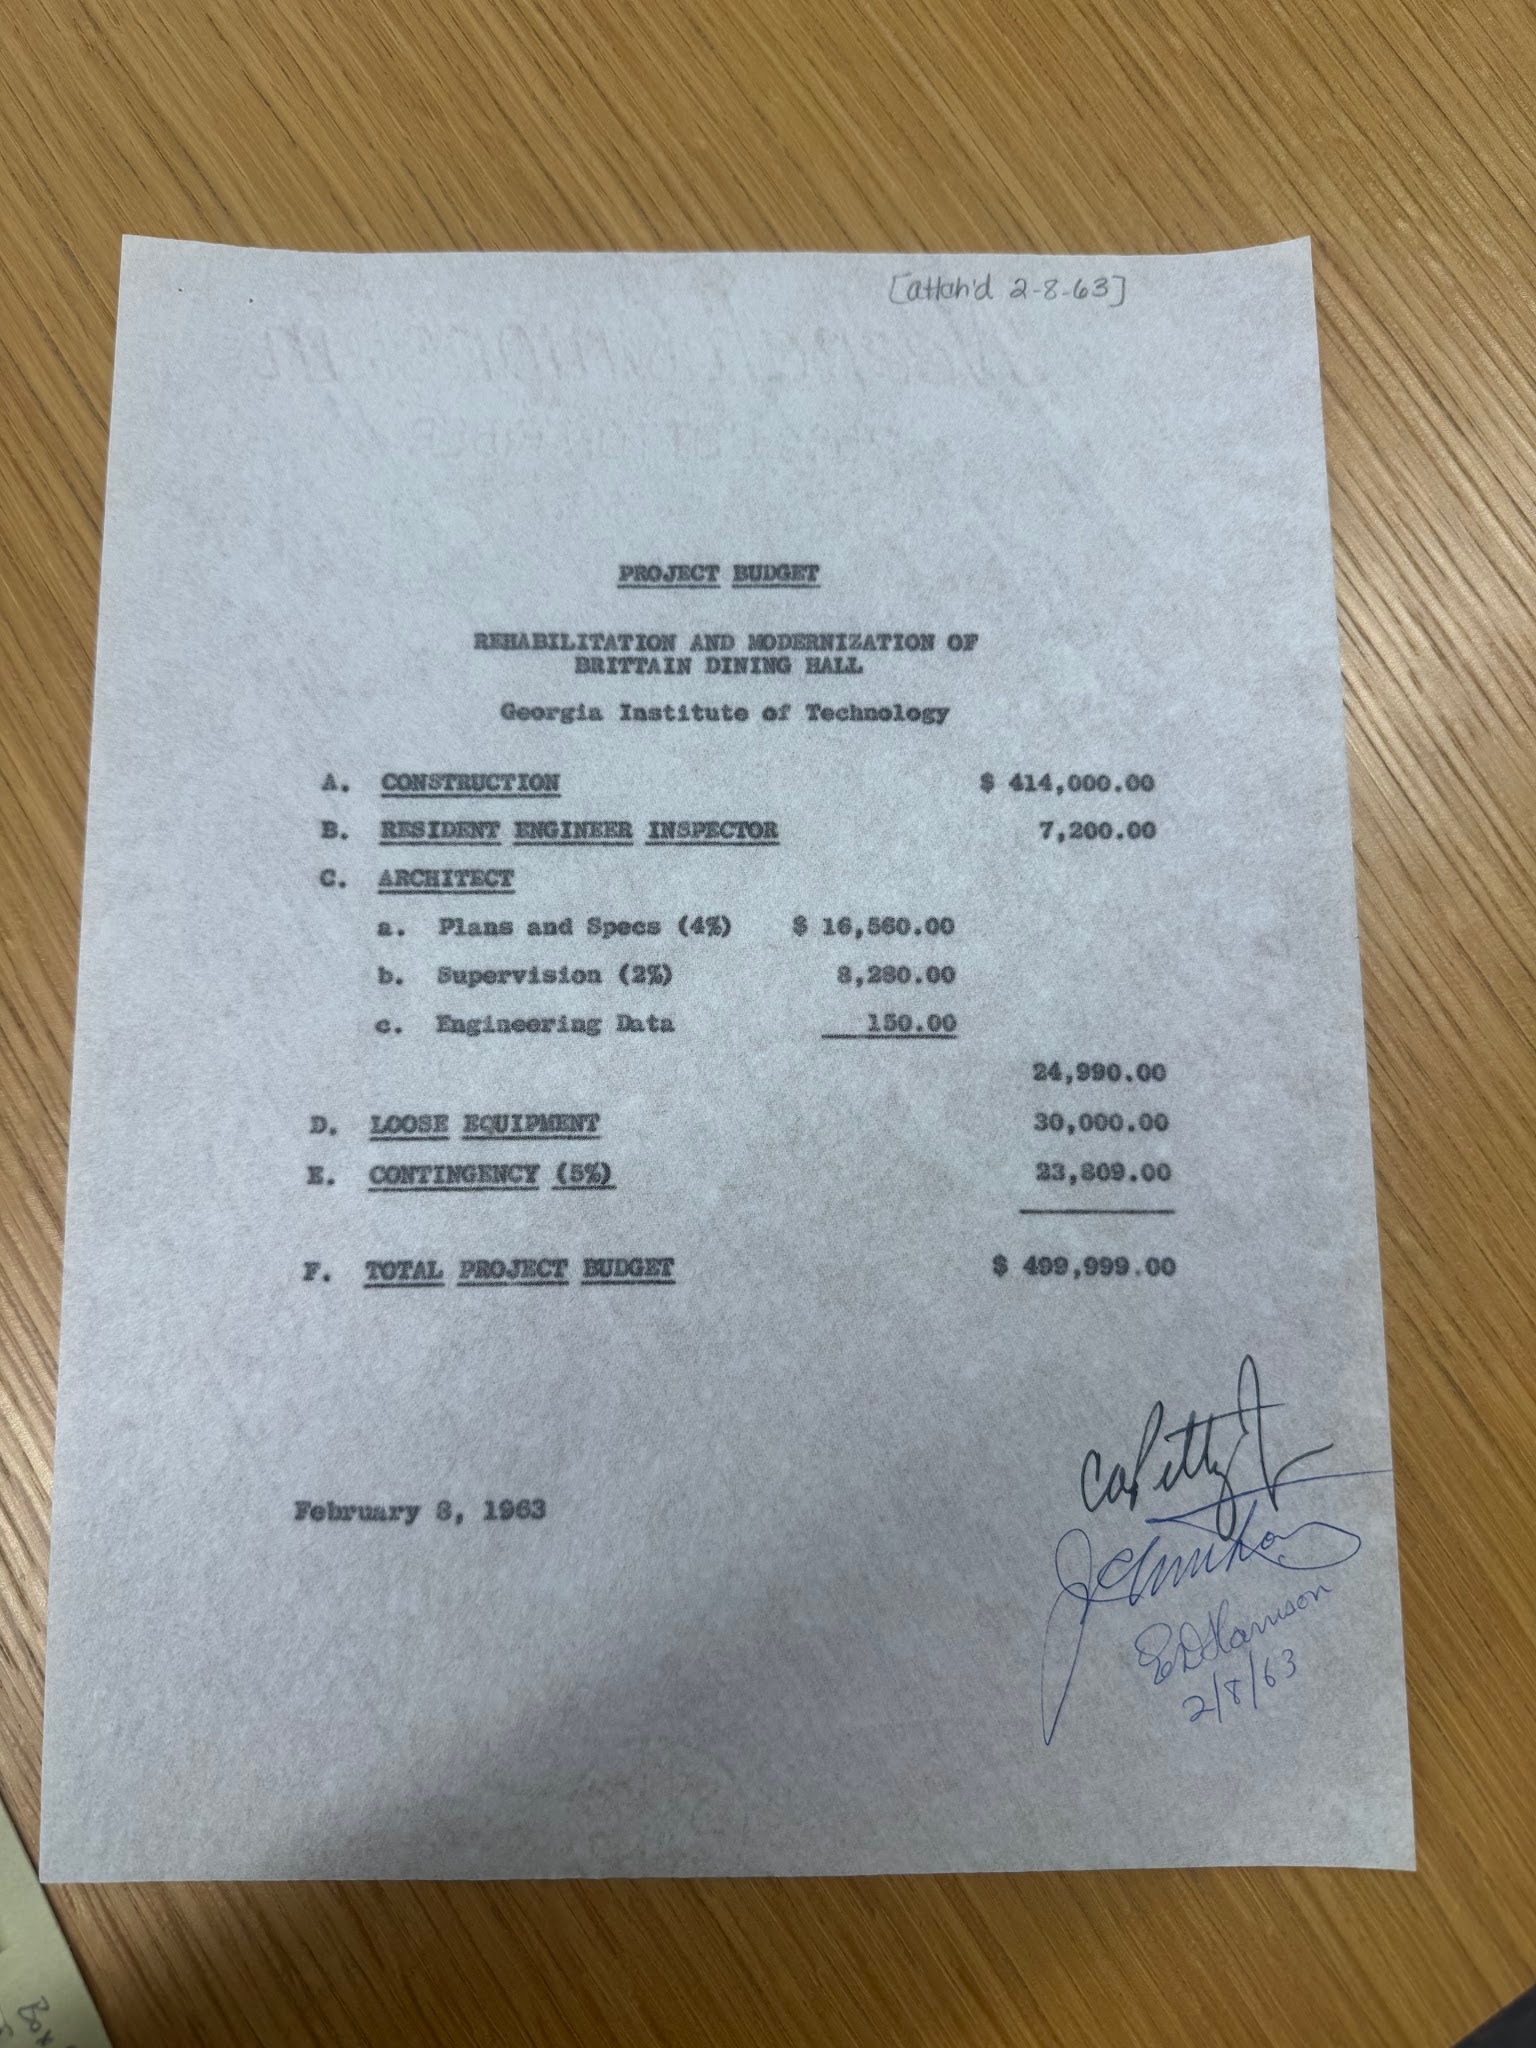 [attch'd 2-8-63]
PROJECT BUDGET
REHABILITATION AND MODERNIZATION OF
BRITTAIN DINING HALL
Georgia Institute of Technology
A. CONSTRUCTION $ 414,000.00
B. RESIDENT ENGINEER INSPECTOR 7,200.00
C. ARCHITECT
a. Plans and Specs (4%) $ 16,560.00
b. Supervision (2%) 8,280.00
c. Engineering Data 150.00
24,990.00
D. LOOSE EQUIPMENT 30,000.00
E. CONTINGENCY (5%) 23,809.00
F. TOTAL PROJECT BUDGET $ 499,999.00
February 8, 1963
EDHarrison
2/8/63
Box